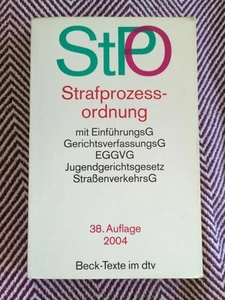 StPO
Strafprozess-
ordnung
mit EinführungsG
GerichtsverfassungsG
EGGVG
Jugendgerichtsgesetz
StraßenverkehrsG
38. Auflage
2004
Beck-Texte im dtv